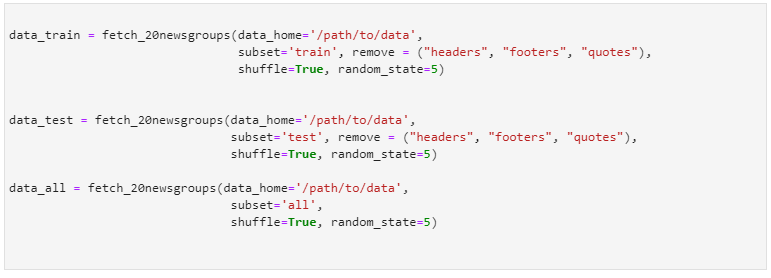 data_train = fetch_20newsgroups(data_home='/path/to/data',
                                subset='train', remove = ("headers", "footers", "quotes"),
                                shuffle=True, random_state=5)
data_test = fetch_20newsgroups(data_home='/path/to/data',
                               subset='test', remove = ("headers", "footers", "quotes"),
                               shuffle=True, random_state=5)
data_all = fetch_20newsgroups(data_home='/path/to/data',
                               subset='all',
                               shuffle=True, random_state=5)